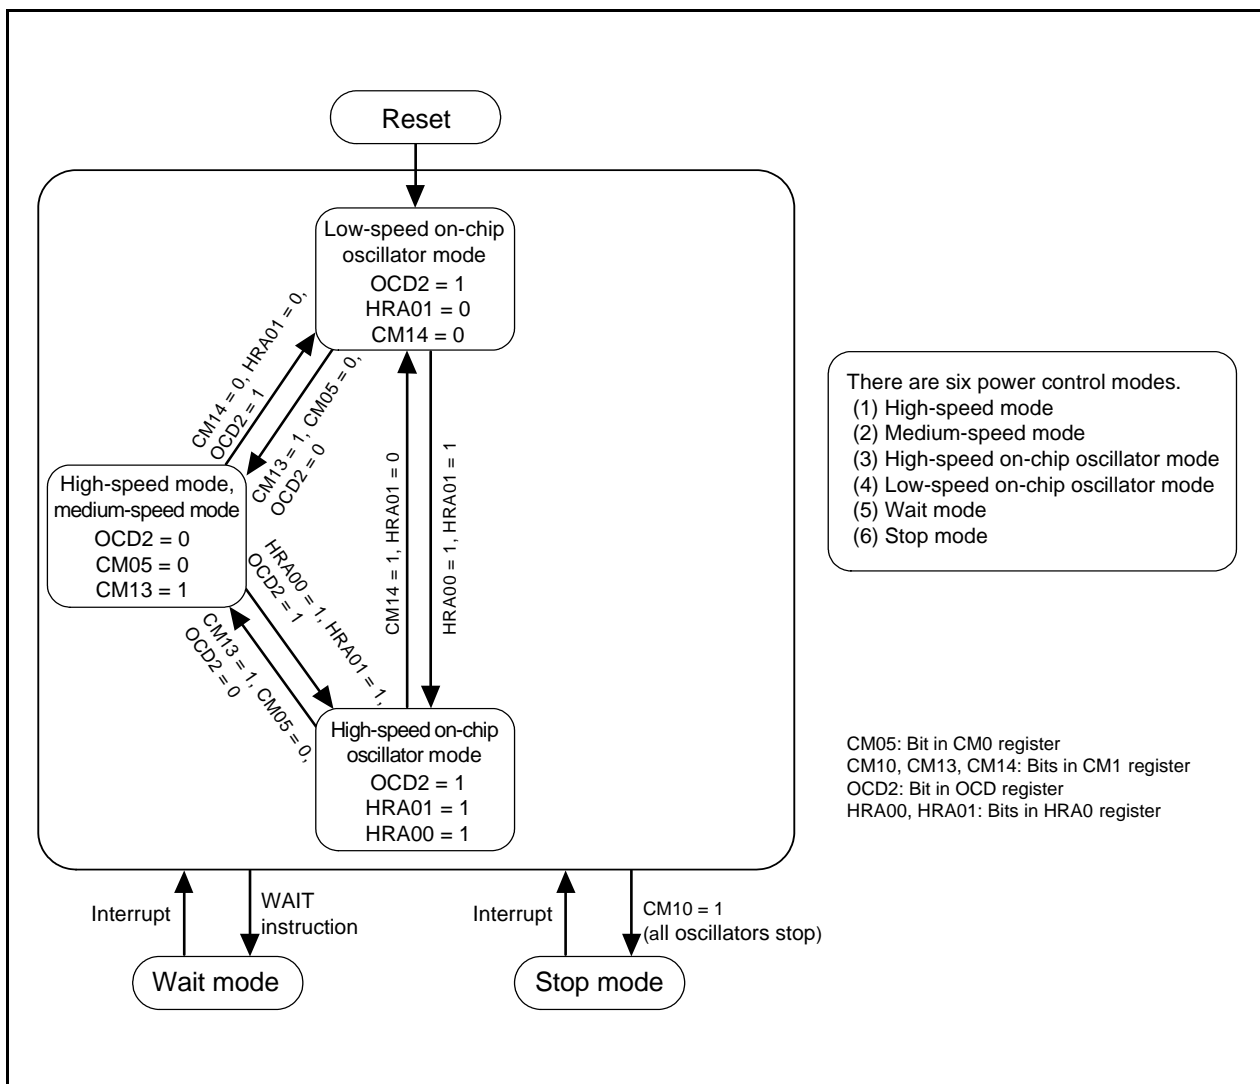 Reset
Low-speed on-chip
oscillator mode
OCD2 = 1
HRA01 = 0
CM14 = 0
CM14 = 0, HRA01 = 0,
OCD2 = 1
CM13 = 1, CM05 = 0,
OCD2 = 0
CM14 = 1, HRA01 = 0
HRA00 = 1, HRA01 = 1
High-speed mode,
medium-speed mode
OCD2 = 0
CM05 = 0
CM13 = 1
HRA00 = 1, HRA01 = 1,
OCD2 = 1
CM13 = 1, CM05 = 0,
OCD2 = 0
High-speed on-chip
oscillator mode
OCD2 = 1
HRA01 = 1
HRA00 = 1
There are six power control modes.
(1) High-speed mode
(2) Medium-speed mode
(3) High-speed on-chip oscillator mode
(4) Low-speed on-chip oscillator mode
(5) Wait mode
(6) Stop mode
CM05: Bit in CM0 register
CM10, CM13, CM14: Bits in CM1 register
OCD2: Bit in OCD register
HRA00, HRA01: Bits in HRA0 register
Interrupt
WAIT
instruction
Interrupt
CM10 = 1
(all oscillators stop)
Wait mode
Stop mode